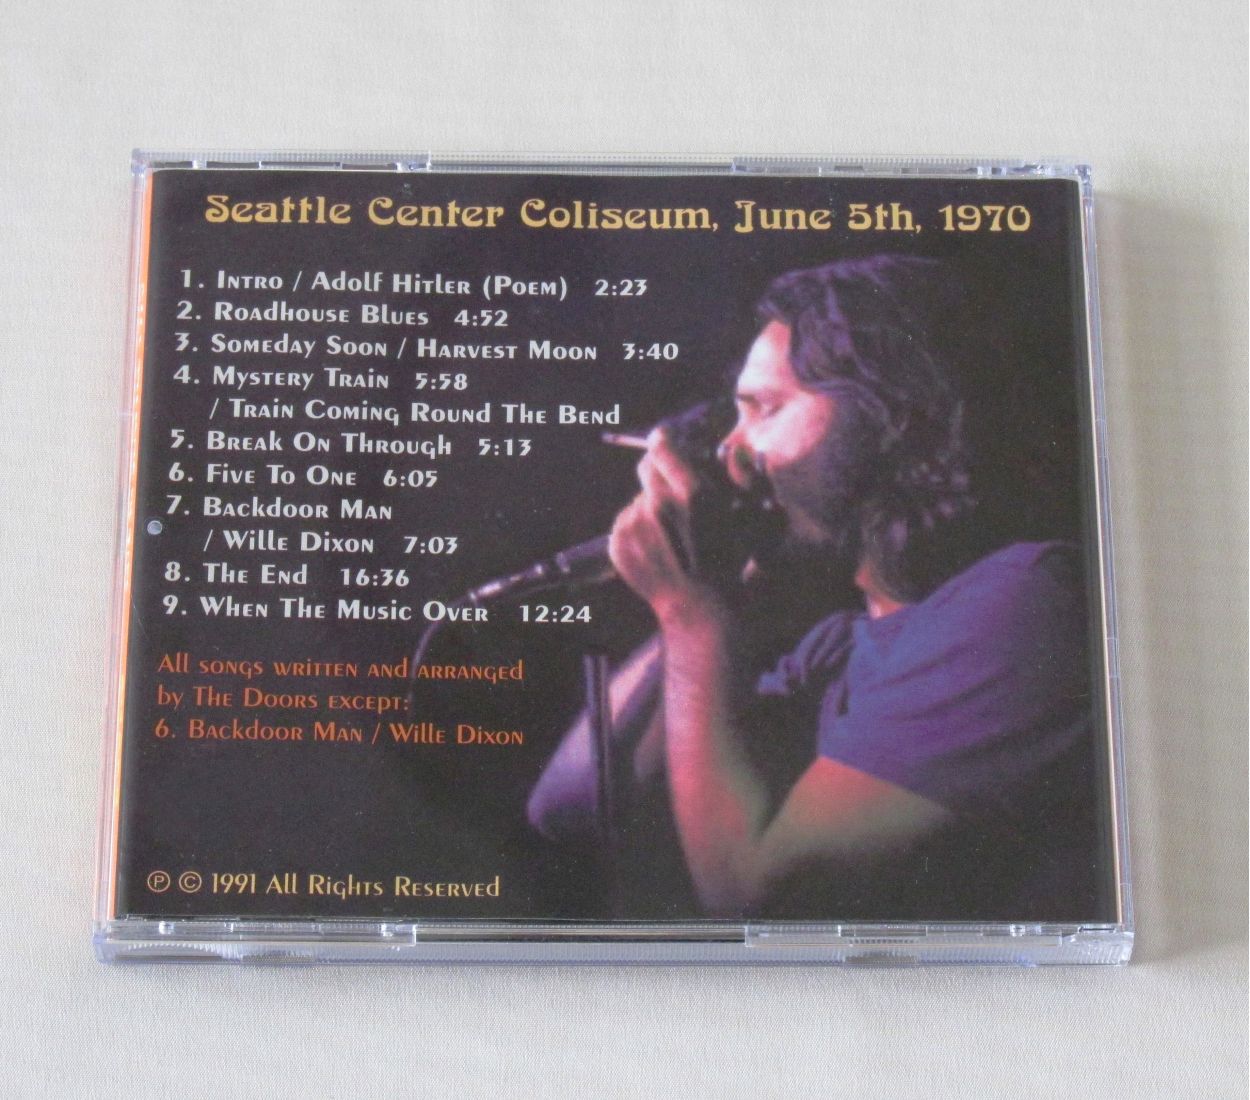 Seattle Center Coliseum, June 5th, 1970
1. Intro / Adolf Hitler (Poem) 2:23
2. Roadhouse Blues 4:52
3. Someday Soon / Harvest Moon 3:40
4. Mystery Train 5:58
/ Train Coming Round The Bend
5. Break On Through 5:13
6. Five To One 6:05
7. Backdoor Man
/ Wille Dixon 7:03
8. The End 16:36
9. When The Music Over 12:24
All songs written and arranged
by The Doors except:
6. Backdoor Man / Wille Dixon
℗ © 1991 All Rights Reserved